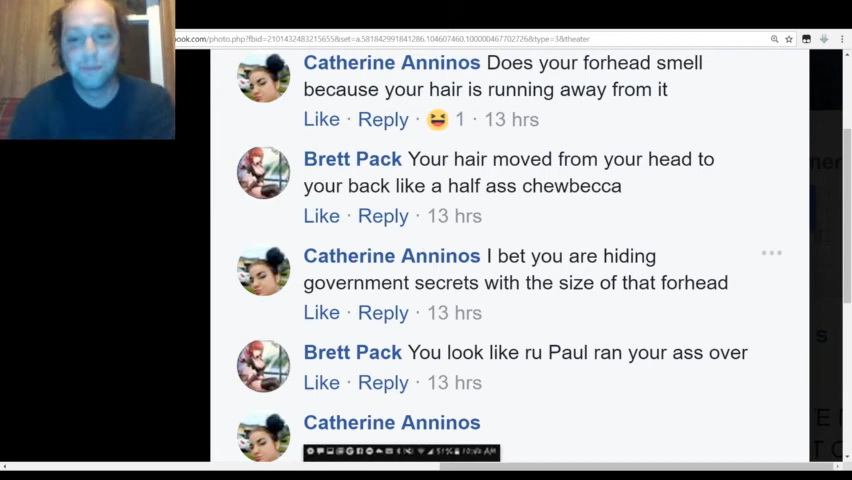 book.com/photo.php?fbid=2101432483215655&set=a.581842991841286.104607460.100000467702726&type=3&theater
Catherine Anninos Does your forhead smell
because your hair is running away from it
Like · Reply · 😆 1 · 13 hrs
Brett Pack Your hair moved from your head to
your back like a half ass chewbecca
Like · Reply · 13 hrs
Catherine Anninos I bet you are hiding
government secrets with the size of that forhead
Like · Reply · 13 hrs
Brett Pack You look like ru Paul ran your ass over
Like · Reply · 13 hrs
Catherine Anninos